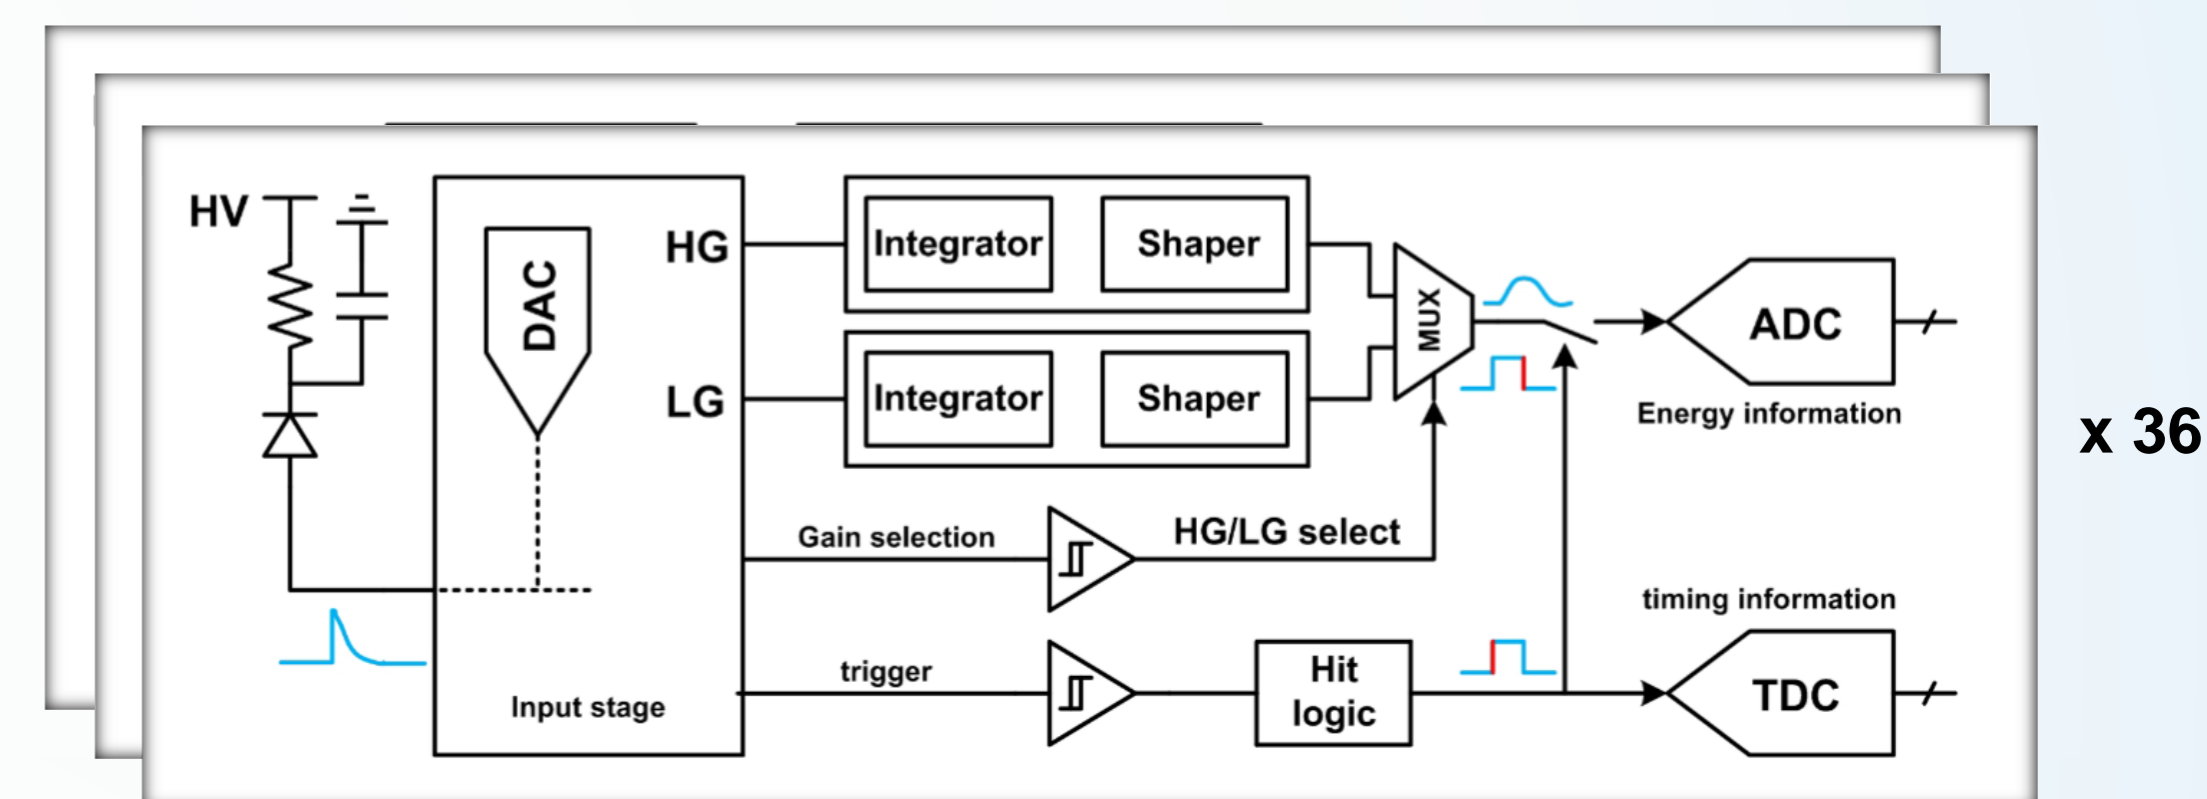 HV
DAC
HG
LG
Integrator
Shaper
Integrator
Shaper
MUX
ADC
Energy information
x 36
Gain selection
HG/LG select
timing information
trigger
Hit
logic
TDC
Input stage